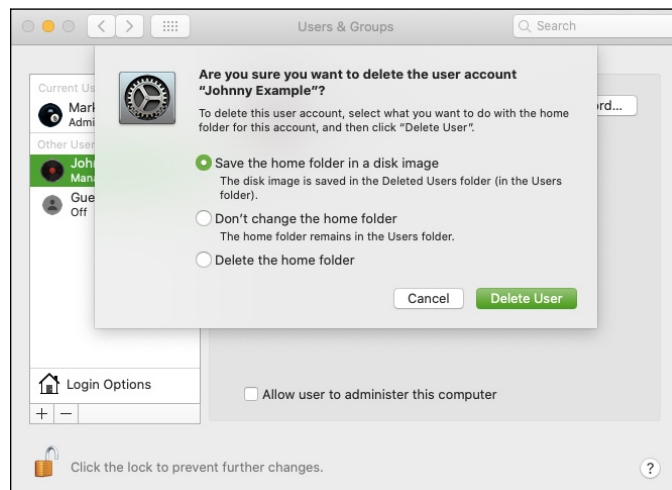 Users & Groups
Search
Are you sure you want to delete the user account
“Johnny Example”?
To delete this user account, select what you want to do with the home
folder for this account, and then click “Delete User”.
Save the home folder in a disk image
The disk image is saved in the Deleted Users folder (in the Users
folder).
Don’t change the home folder
The home folder remains in the Users folder.
Delete the home folder
Cancel
Delete User
Current Us
Mark
Admi
Other User
John
Mana
Gue
Off
rd...
Login Options
Allow user to administer this computer
+ −
Click the lock to prevent further changes.
?